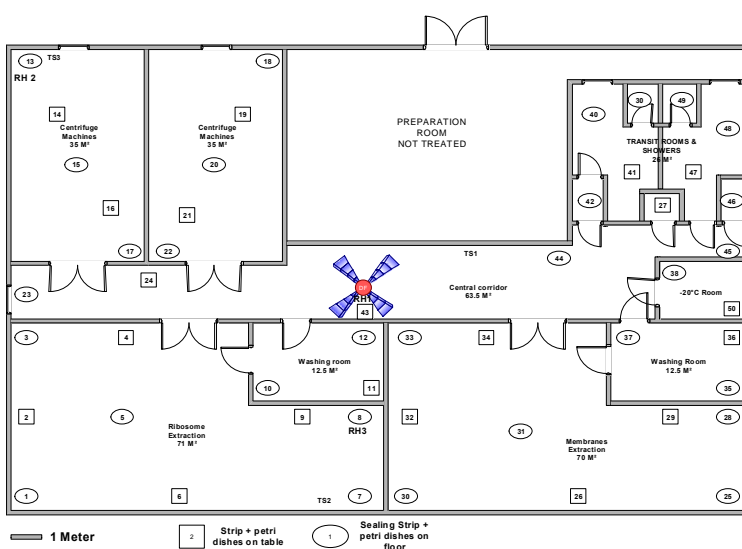 13
TS3
18
RH 2
14
19
Centrifuge
Machines
35 M²
Centrifuge
Machines
35 M²
15
20
16
21
17
22
PREPARATION
ROOM
NOT TREATED
40
30
49
48
TRANSIT ROOMS &
SHOWERS
26 M²
41
47
42
27
46
45
TS1
44
24
23
DF
RH1
43
Central corridor
63.5 M²
38
-20°C Room
50
3
4
12
33
34
37
36
Washing room
12.5 M²
Washing Room
12.5 M²
10
11
35
2
5
9
8
32
31
29
28
Ribosome
Extraction
71 M²
RH3
Membranes
Extraction
70 M²
1
6
TS2
7
30
26
25
1 Meter
2
Strip + petri
dishes on table
1
Sealing Strip +
petri dishes on
floor